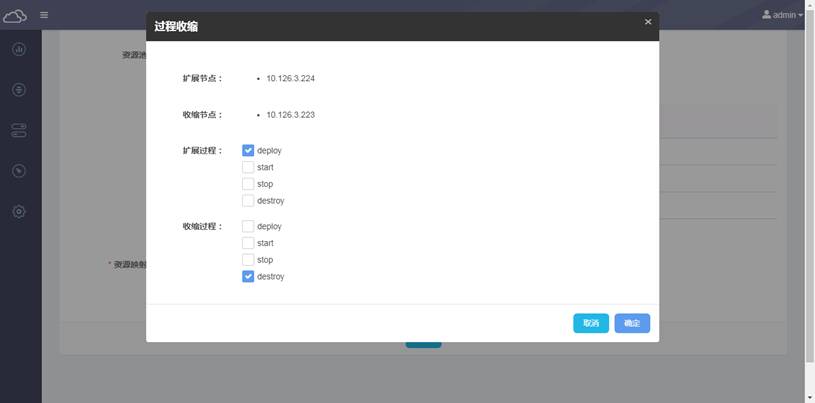 admin
过程收缩
×
资源池
扩展节点：
• 10.126.3.224
收缩节点：
• 10.126.3.223
扩展过程：
deploy
start
stop
destroy
收缩过程：
deploy
start
stop
destroy
* 资源映射
取消
确定